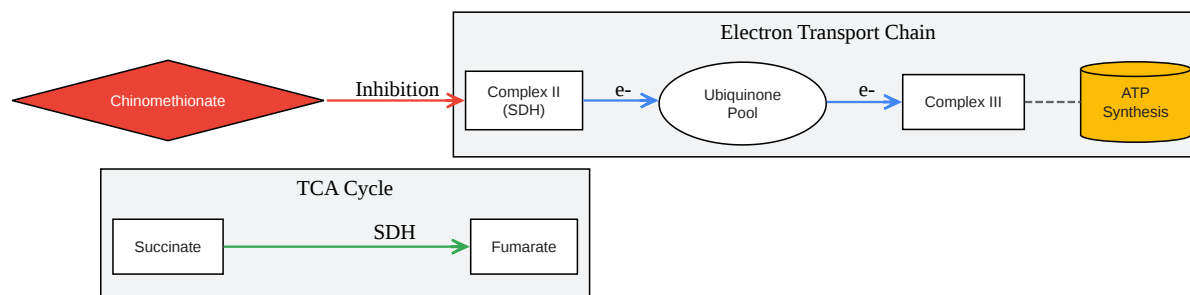 Electron Transport Chain
Chinomethionate
Inhibition
Complex II
(SDH)
e-
Ubiquinone
Pool
e-
Complex III
ATP
Synthesis
TCA Cycle
Succinate
SDH
Fumarate